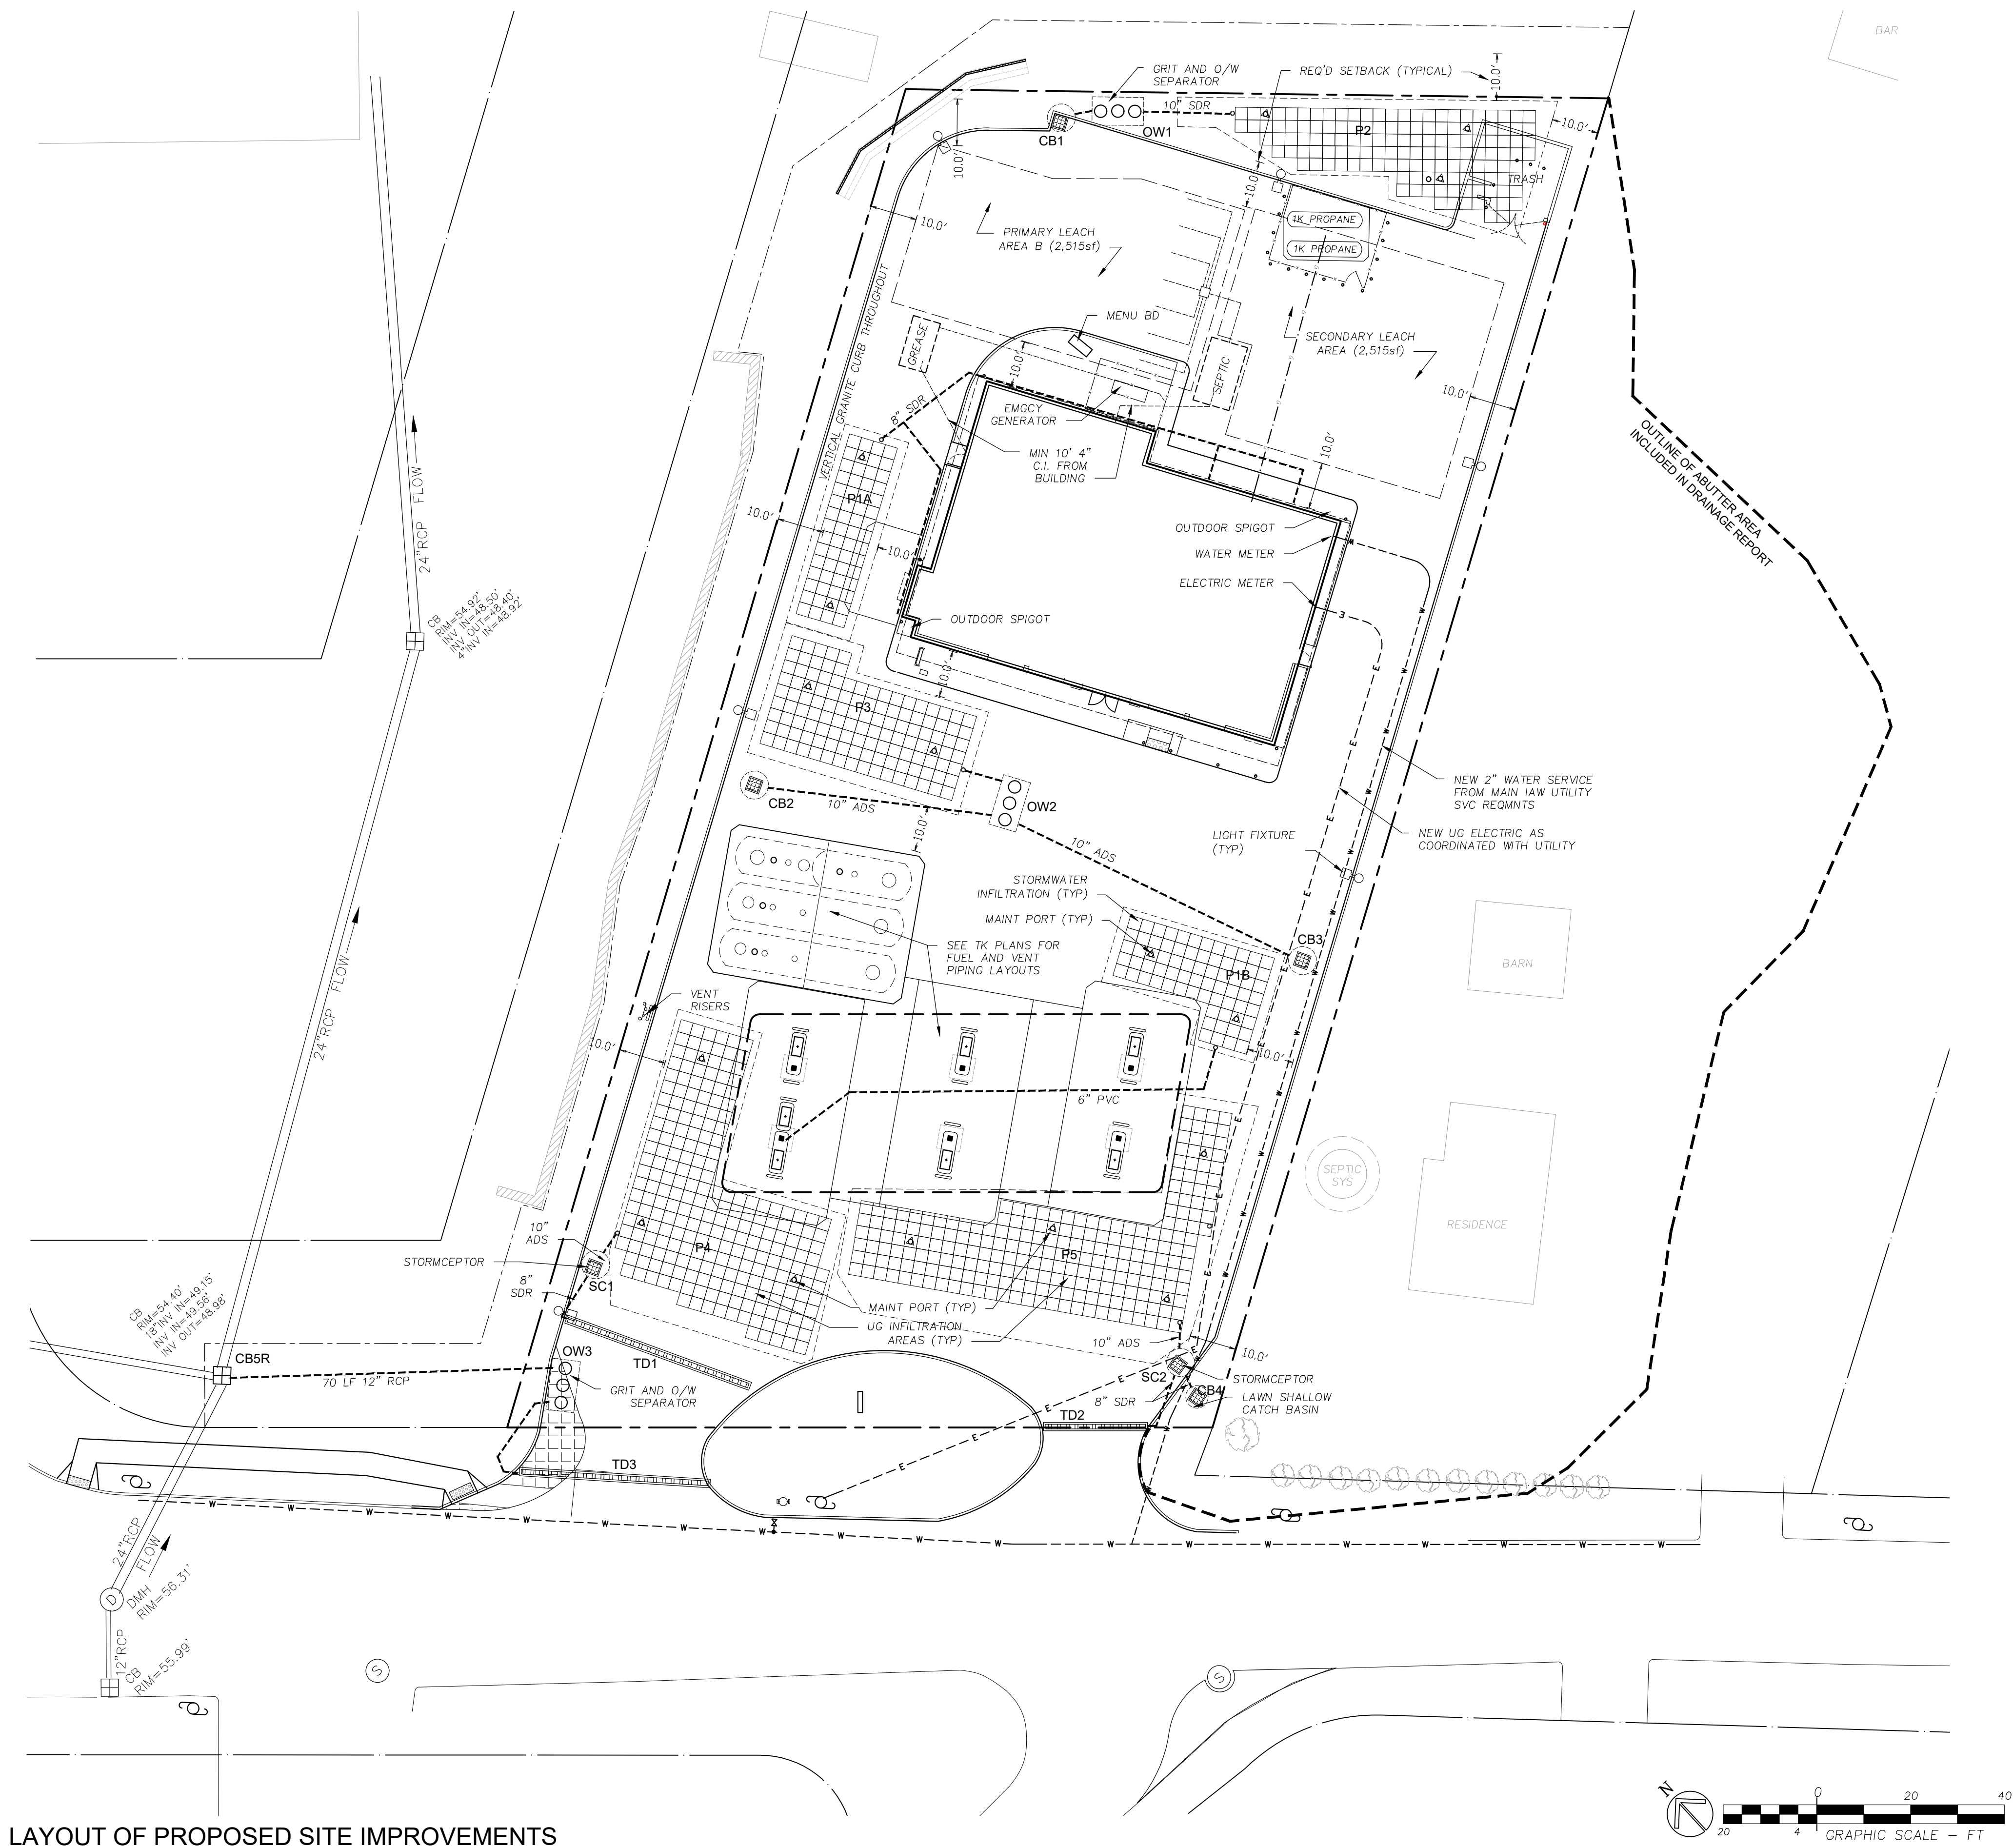 BAR
GRIT AND O/W
SEPARATOR
REQ'D SETBACK (TYPICAL)
10.0'
10" SDR
OW1
CB1
P2
10.0'
10.0'
10.0'
TRASH
1K PROPANE
1K PROPANE
10.0'
PRIMARY LEACH
AREA B (2,515sf)
VERTICAL GRANITE CURB THROUGHOUT
GREASE
MENU BD
SECONDARY LEACH
AREA (2,515sf)
SEPTIC
10.0'
8" SDR
EMGCY
GENERATOR
10.0'
10.0'
MIN 10' 4"
C.I. FROM
BUILDING
OUTLINE OF ABUTTER AREA
INCLUDED IN DRAINAGE REPORT
24"RCP FLOW
P1A
10.0'
10.0'
OUTDOOR SPIGOT
WATER METER
ELECTRIC METER
OUTDOOR SPIGOT
CB
RIM=54.92'
INV IN=48.50'
INV OUT=48.40'
4"INV IN=48.92'
10.0'
P3
CB2
10" ADS
OW2
10.0'
10" ADS
NEW 2" WATER SERVICE
FROM MAIN IAW UTILITY
SVC REQMNTS
LIGHT FIXTURE
(TYP)
NEW UG ELECTRIC AS
COORDINATED WITH UTILITY
STORMWATER
INFILTRATION (TYP)
MAINT PORT (TYP)
SEE TK PLANS FOR
FUEL AND VENT
PIPING LAYOUTS
CB3
P1B
BARN
VENT
RISERS
24"RCP FLOW
10.0'
10.0'
6" PVC
SEPTIC
SYS
RESIDENCE
10"
ADS
STORMCEPTOR
SC1
8"
SDR
P4
P5
MAINT PORT (TYP)
UG INFILTRATION
AREAS (TYP)
10" ADS
10.0'
CB
RIM=54.40'
18"INV IN=49.15'
INV IN=49.56'
INV OUT=48.98'
CB5R
70 LF 12" RCP
OW3
TD1
GRIT AND O/W
SEPARATOR
SC2
STORMCEPTOR
CB4
8" SDR
LAWN SHALLOW
CATCH BASIN
TD2
TD3
24"RCP
FLOW
D
DMH
RIM=56.31'
12"RCP
CB
RIM=55.99'
S
S
N
0
20
40
20
4
GRAPHIC SCALE - FT
LAYOUT OF PROPOSED SITE IMPROVEMENTS